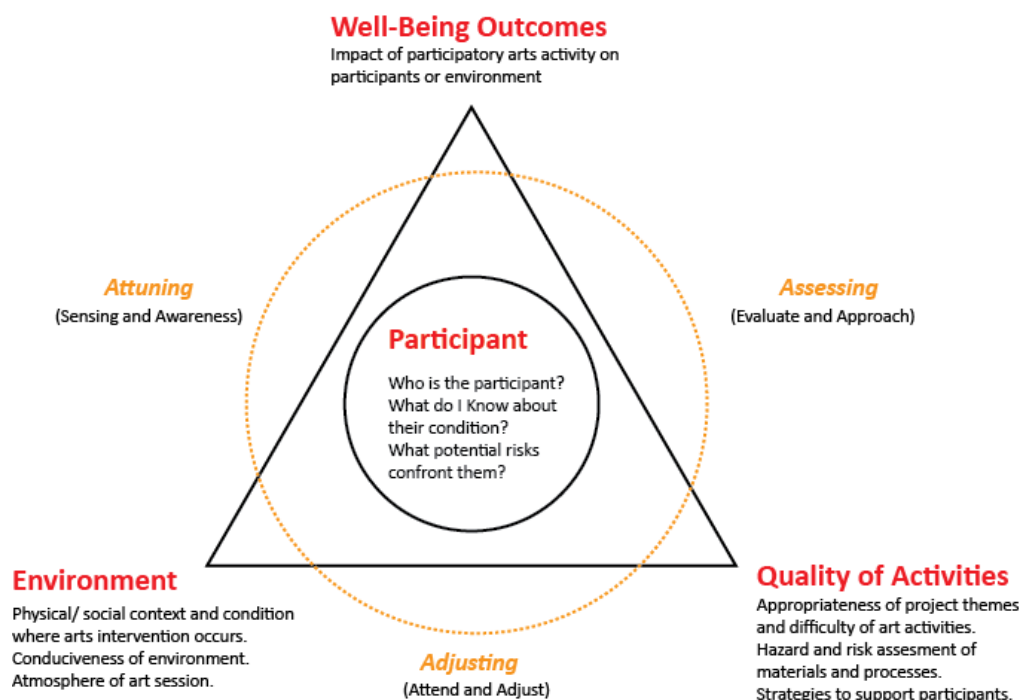 Well-Being Outcomes
Impact of participatory arts activity on
participants or environment
Attuning
(Sensing and Awareness)
Assessing
(Evaluate and Approach)
Participant
Who is the participant?
What do I Know about
their condition?
What potential risks
confront them?
Environment
Physical/ social context and condition
where arts intervention occurs.
Conduciveness of environment.
Atmosphere of art session.
Quality of Activities
Appropriateness of project themes
and difficulty of art activities.
Hazard and risk assesment of
materials and processes.
Strategies to support participants.
Adjusting
(Attend and Adjust)